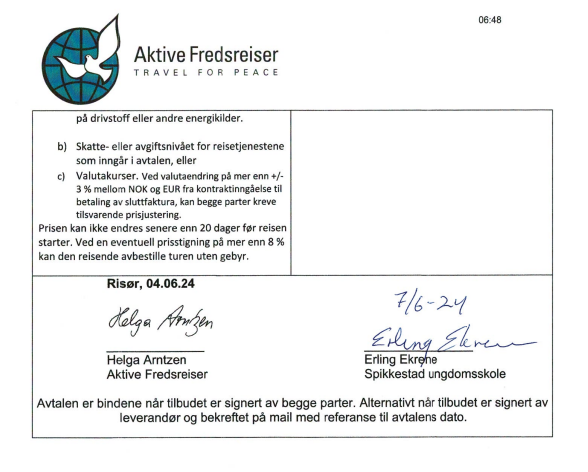 06:48
Aktive Fredsreiser
TRAVEL FOR PEACE
på drivstoff eller andre energikilder.
b) Skatte- eller avgiftsnivået for reisetjenestene
som inngår i avtalen, eller
c) Valutakurser. Ved valutaendring på mer enn +/-
3 % mellom NOK og EUR fra kontraktinngåelse til
betaling av sluttfaktura, kan begge parter kreve
tilsvarende prisjustering.
Prisen kan ikke endres senere enn 20 dager før reisen
starter. Ved en eventuell prisstigning på mer enn 8 %
kan den reisende avbestille turen uten gebyr.
Risør, 04.06.24
7/6-24
Helga Arntzen
Erling Ekrene
Helga Arntzen
Aktive Fredsreiser
Erling Ekrene
Spikkestad ungdomsskole
Avtalen er bindene når tilbudet er signert av begge parter. Alternativt når tilbudet er signert av
leverandør og bekreftet på mail med referanse til avtalens dato.